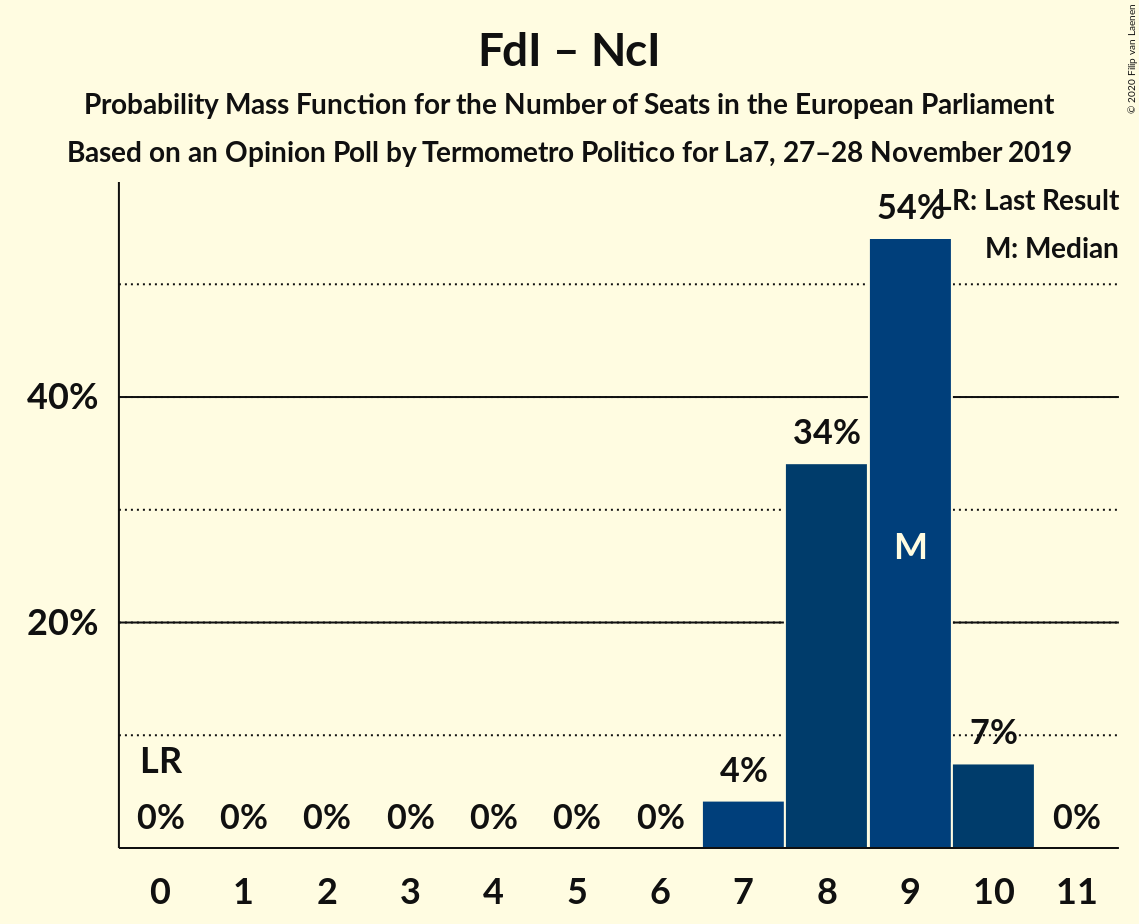 FdI – NcI
Probability Mass Function for the Number of Seats in the European Parliament
Based on an Opinion Poll by Termometro Politico for La7, 27–28 November 2019
© 2020 Filip van Laenen
LR: Last Result
M: Median
54%
40%
34%
M
20%
7%
4%
LR
0% 0% 0% 0% 0% 0% 0% 0%
0 1 2 3 4 5 6 7 8 9 10 11